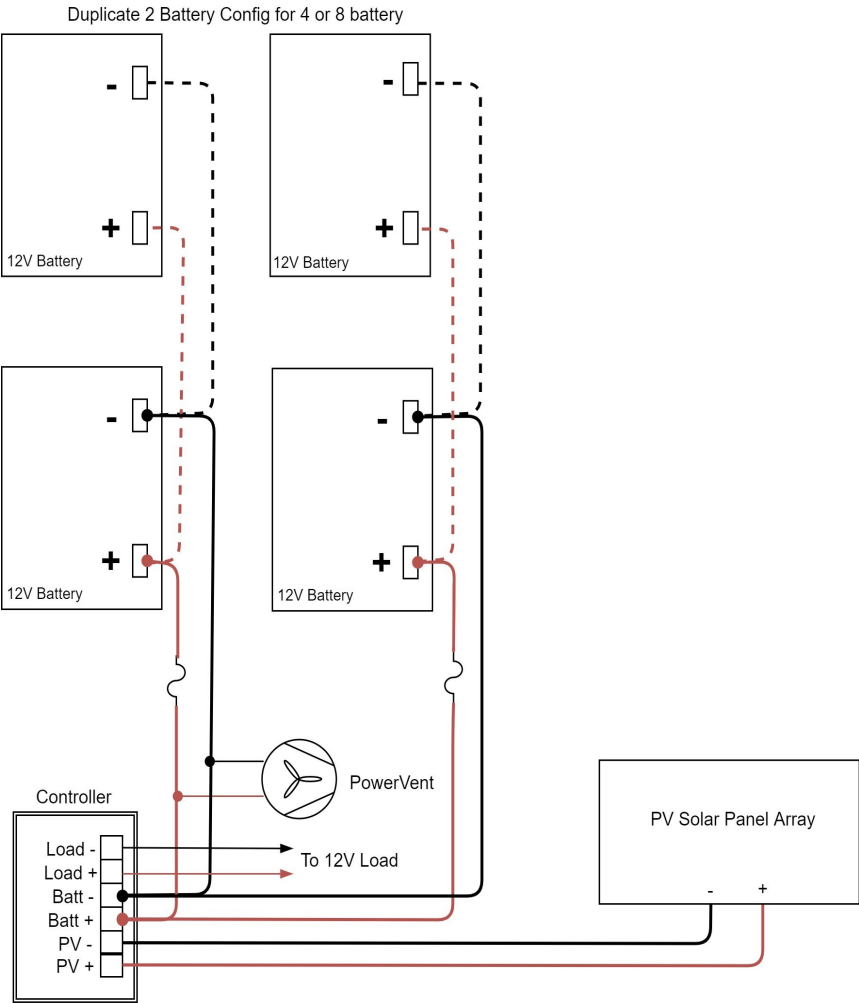 Duplicate 2 Battery Config for 4 or 8 battery
-
-
+
+
12V Battery
12V Battery
-
-
+
+
12V Battery
12V Battery
PowerVent
Controller
PV Solar Panel Array
Load -
To 12V Load
Load +
Batt -
- +
Batt +
PV -
PV +